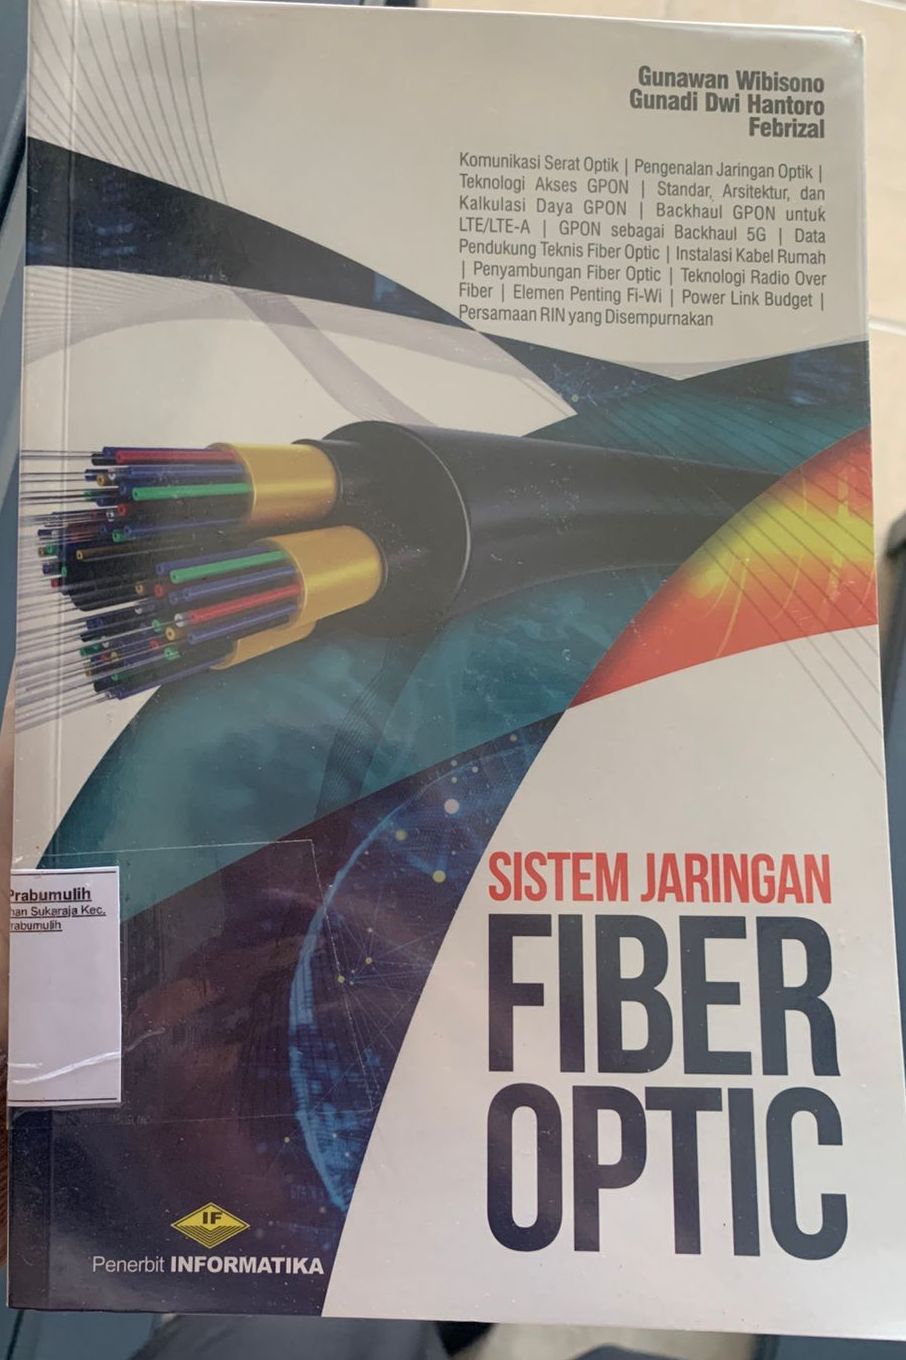 Gunawan Wibisono
Gunadi Dwi Hantoro
Febrizal
Komunikasi Serat Optik | Pengenalan Jaringan Optik |
Teknologi Akses GPON | Standar, Arsitektur, dan
Kalkulasi Daya GPON | Backhaul GPON untuk
LTE/LTE-A | GPON sebagai Backhaul 5G | Data
Pendukung Teknis Fiber Optic | Instalasi Kabel Rumah
| Penyambungan Fiber Optic | Teknologi Radio Over
Fiber | Elemen Penting Fi-Wi | Power Link Budget |
Persamaan RIN yang Disempurnakan
SISTEM JARINGAN
FIBER
OPTIC
Prabumulih
Sukaraja Kec.
rabumulih
IF
Penerbit INFORMATIKA